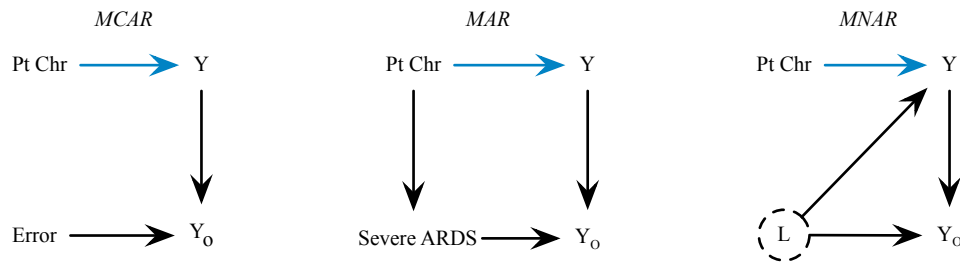 MCAR MAR MNAR
Pt Chr Y Pt Chr Y Pt Chr Y
Error Yₒ Severe ARDS Yₒ L Yₒ